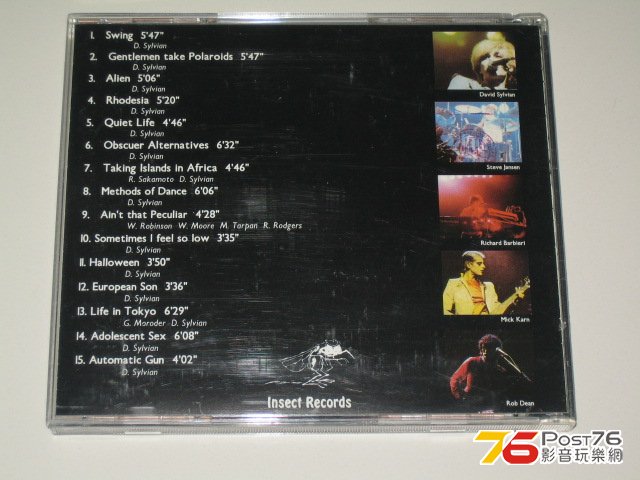 1. Swing 5'47"
D. Sylvian
2. Gentlemen take Polaroids 5'47"
D. Sylvian
3. Alien 5'06"
D. Sylvian
4. Rhodesia 5'20"
D. Sylvian
5. Quiet Life 4'46"
D. Sylvian
6. Obscuer Alternatives 6'32"
D. Sylvian
7. Taking Islands in Africa 4'46"
R. Sakamoto D. Sylvian
8. Methods of Dance 6'06"
D. Sylvian
9. Ain't that Peculiar 4'28"
W. Robinson W. Moore M. Tarpan R. Rodgers
10. Sometimes I feel so low 3'35"
D. Sylvian
11. Halloween 3'50"
D. Sylvian
12. European Son 3'36"
D. Sylvian
13. Life in Tokyo 6'29"
G. Moroder D. Sylvian
14. Adolescent Sex 6'08"
D. Sylvian
15. Automatic Gun 4'02"
D. Sylvian
David Sylvian
Steve Jansen
Richard Barbieri
Mick Karn
Rob Dean
Insect Records
76 Post76
影音玩樂網